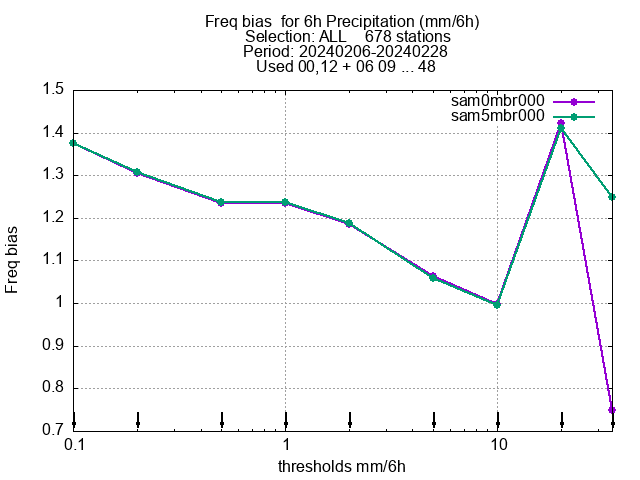 Freq bias  for 6h Precipitation (mm/6h)
Selection: ALL    678 stations
Period: 20240206-20240228
Used 00,12 + 06 09 ... 48
sam0mbr000
sam5mbr000
1.5
1.4
1.3
1.2
1.1
1
0.9
0.8
0.7
Freq bias
0.1 1 10
thresholds mm/6h